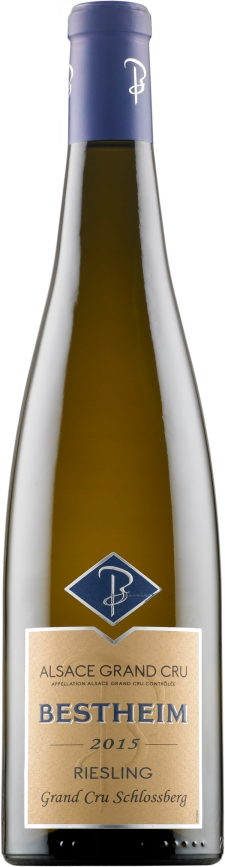 B
B
ALSACE GRAND CRU
APPELLATION ALSACE GRAND CRU CONTRÔLÉE
BESTHEIM
2015
RIESLING
Grand Cru Schlossberg